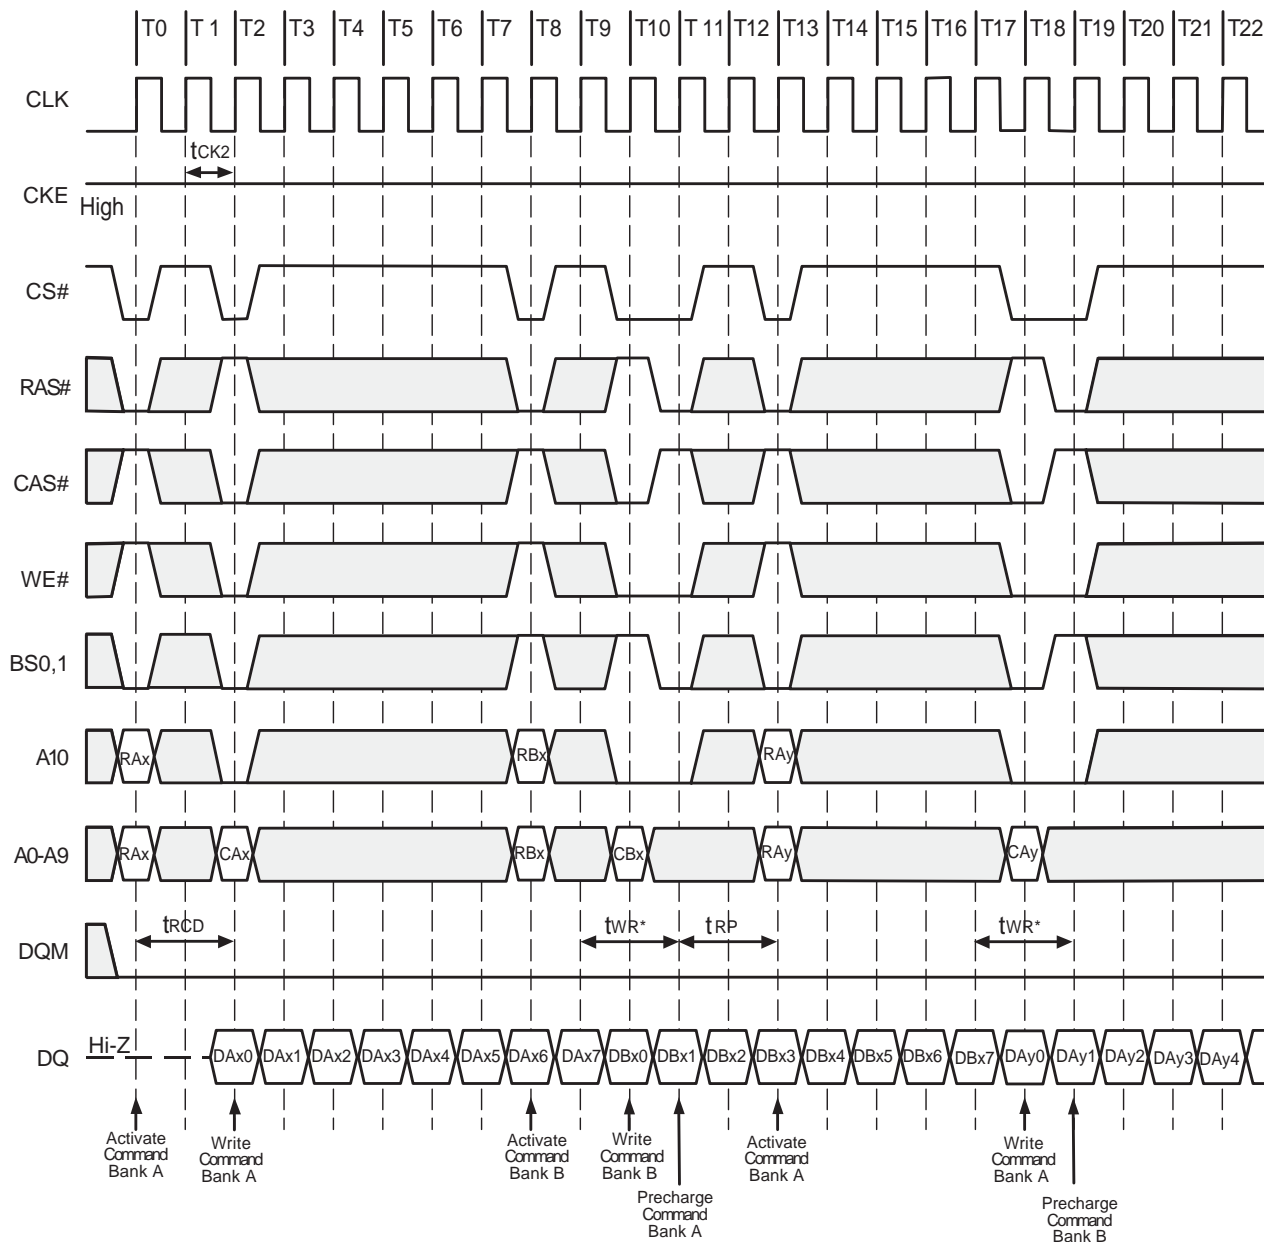 T0 T 1 T2 T3 T4 T5 T6 T7 T8 T9 T10 T 11 T12 T13 T14 T15 T16 T17 T18 T19 T20 T21 T22
CLK
tCK2
CKE
High
CS#
RAS#
CAS#
WE#
BS0,1
A10 RAx RBx RAy
A0-A9 RAx CAx RBx CBx RAy CAy
tRCD tWR* tRP tWR*
DQM
Hi-Z
DQ DAx0 DAx1 DAx2 DAx3 DAx4 DAx5 DAx6 DAx7 DBx0 DBx1 DBx2 DBx3 DBx4 DBx5 DBx6 DBx7 DAy0 DAy1 DAy2 DAy3 DAy4
Activate
Command
Bank A
Write
Command
Bank A
Activate
Command
Bank B
Write
Command
Bank B
Precharge
Command
Bank A
Activate
Command
Bank A
Write
Command
Bank A
Precharge
Command
Bank B